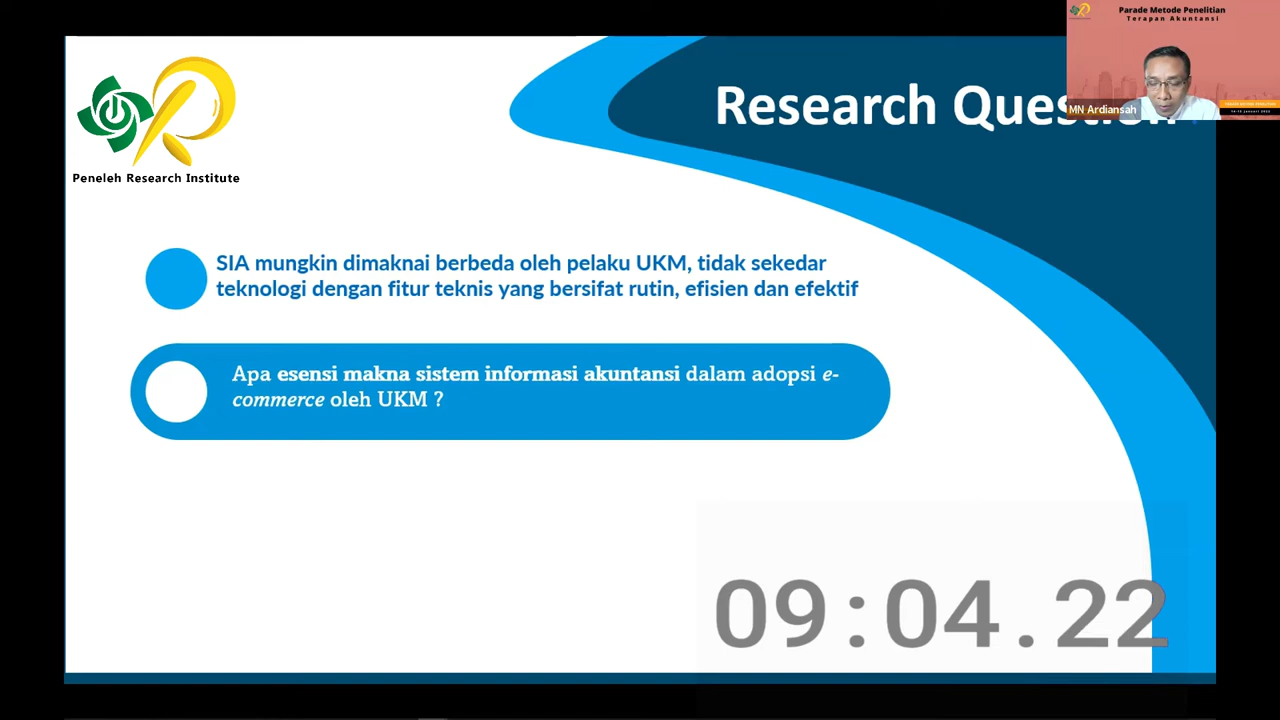 Parade Metode Penelitian
Terapan Akuntansi
MN Ardiansah
Peneleh Research Institute
Research Question
SIA mungkin dimaknai berbeda oleh pelaku UKM, tidak sekedar
teknologi dengan fitur teknis yang bersifat rutin, efisien dan efektif
Apa esensi makna sistem informasi akuntansi dalam adopsi e-
commerce oleh UKM ?
09:04.22